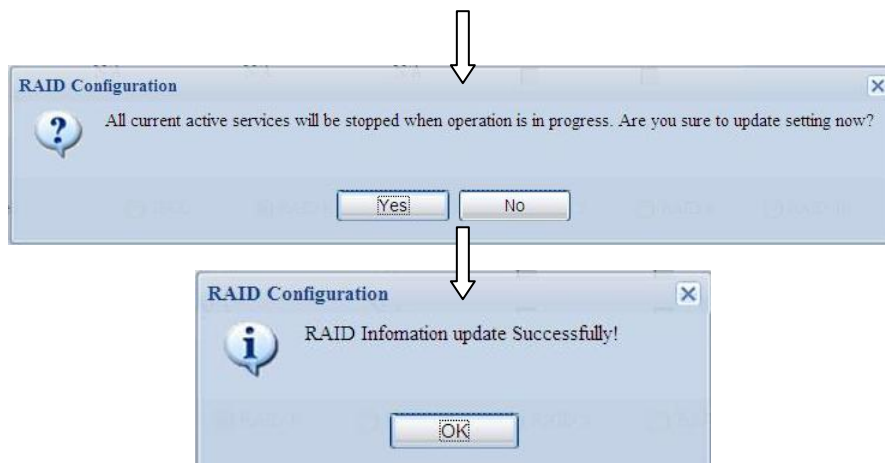 RAID Configuration
All current active services will be stopped when operation is in progress. Are you sure to update setting now?
Yes
No
RAID Configuration
RAID Infomation update Successfully!
OK